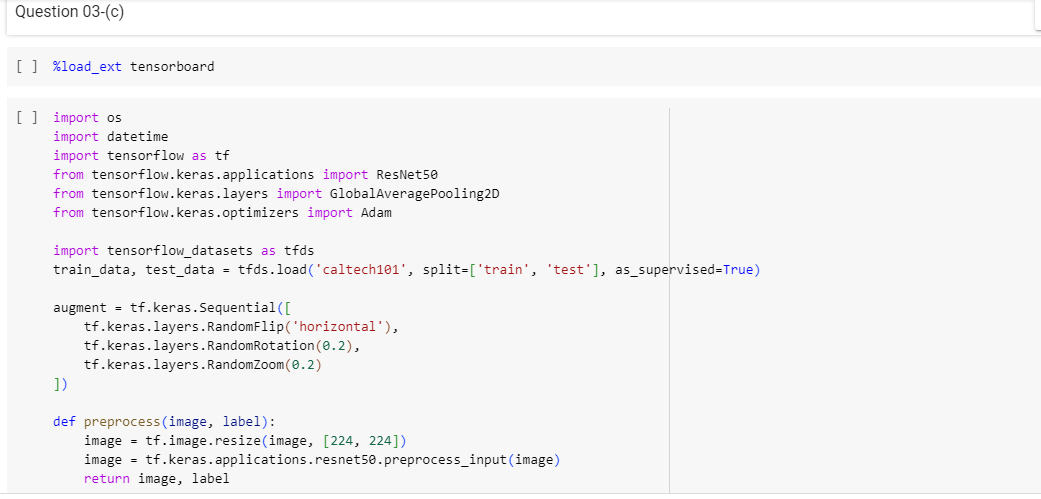 Question 03-(c)
[ ] %load_ext tensorboard
[ ] import os
import datetime
import tensorflow as tf
from tensorflow.keras.applications import ResNet50
from tensorflow.keras.layers import GlobalAveragePooling2D
from tensorflow.keras.optimizers import Adam

import tensorflow_datasets as tfds
train_data, test_data = tfds.load('caltech101', split=['train', 'test'], as_supervised=True)

augment = tf.keras.Sequential([
    tf.keras.layers.RandomFlip('horizontal'),
    tf.keras.layers.RandomRotation(0.2),
    tf.keras.layers.RandomZoom(0.2)
])

def preprocess(image, label):
    image = tf.image.resize(image, [224, 224])
    image = tf.keras.applications.resnet50.preprocess_input(image)
    return image, label